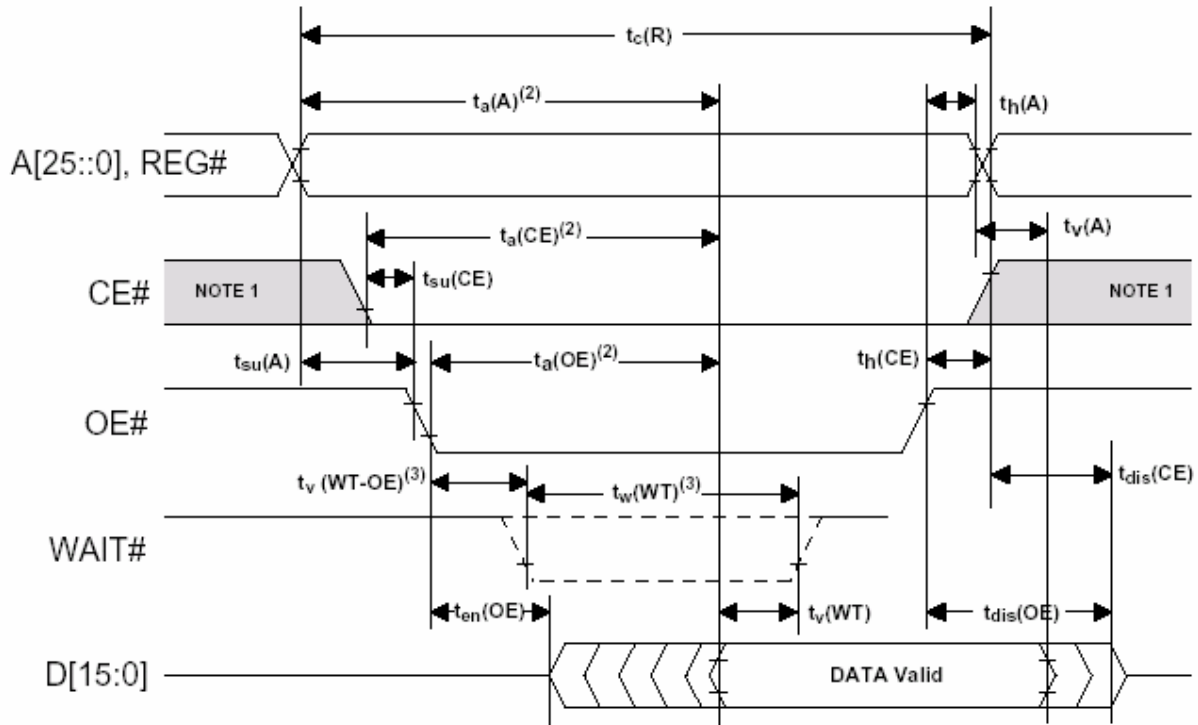 tc(R)
ta(A)(2)
th(A)
A[25::0], REG#
ta(CE)(2)
tv(A)
tsu(CE)
CE#
NOTE 1
NOTE 1
tsu(A)
ta(OE)(2)
th(CE)
OE#
tv (WT-OE)(3)
tw(WT)(3)
tdis(CE)
WAIT#
ten(OE)
tv(WT)
tdis(OE)
D[15:0]
DATA Valid